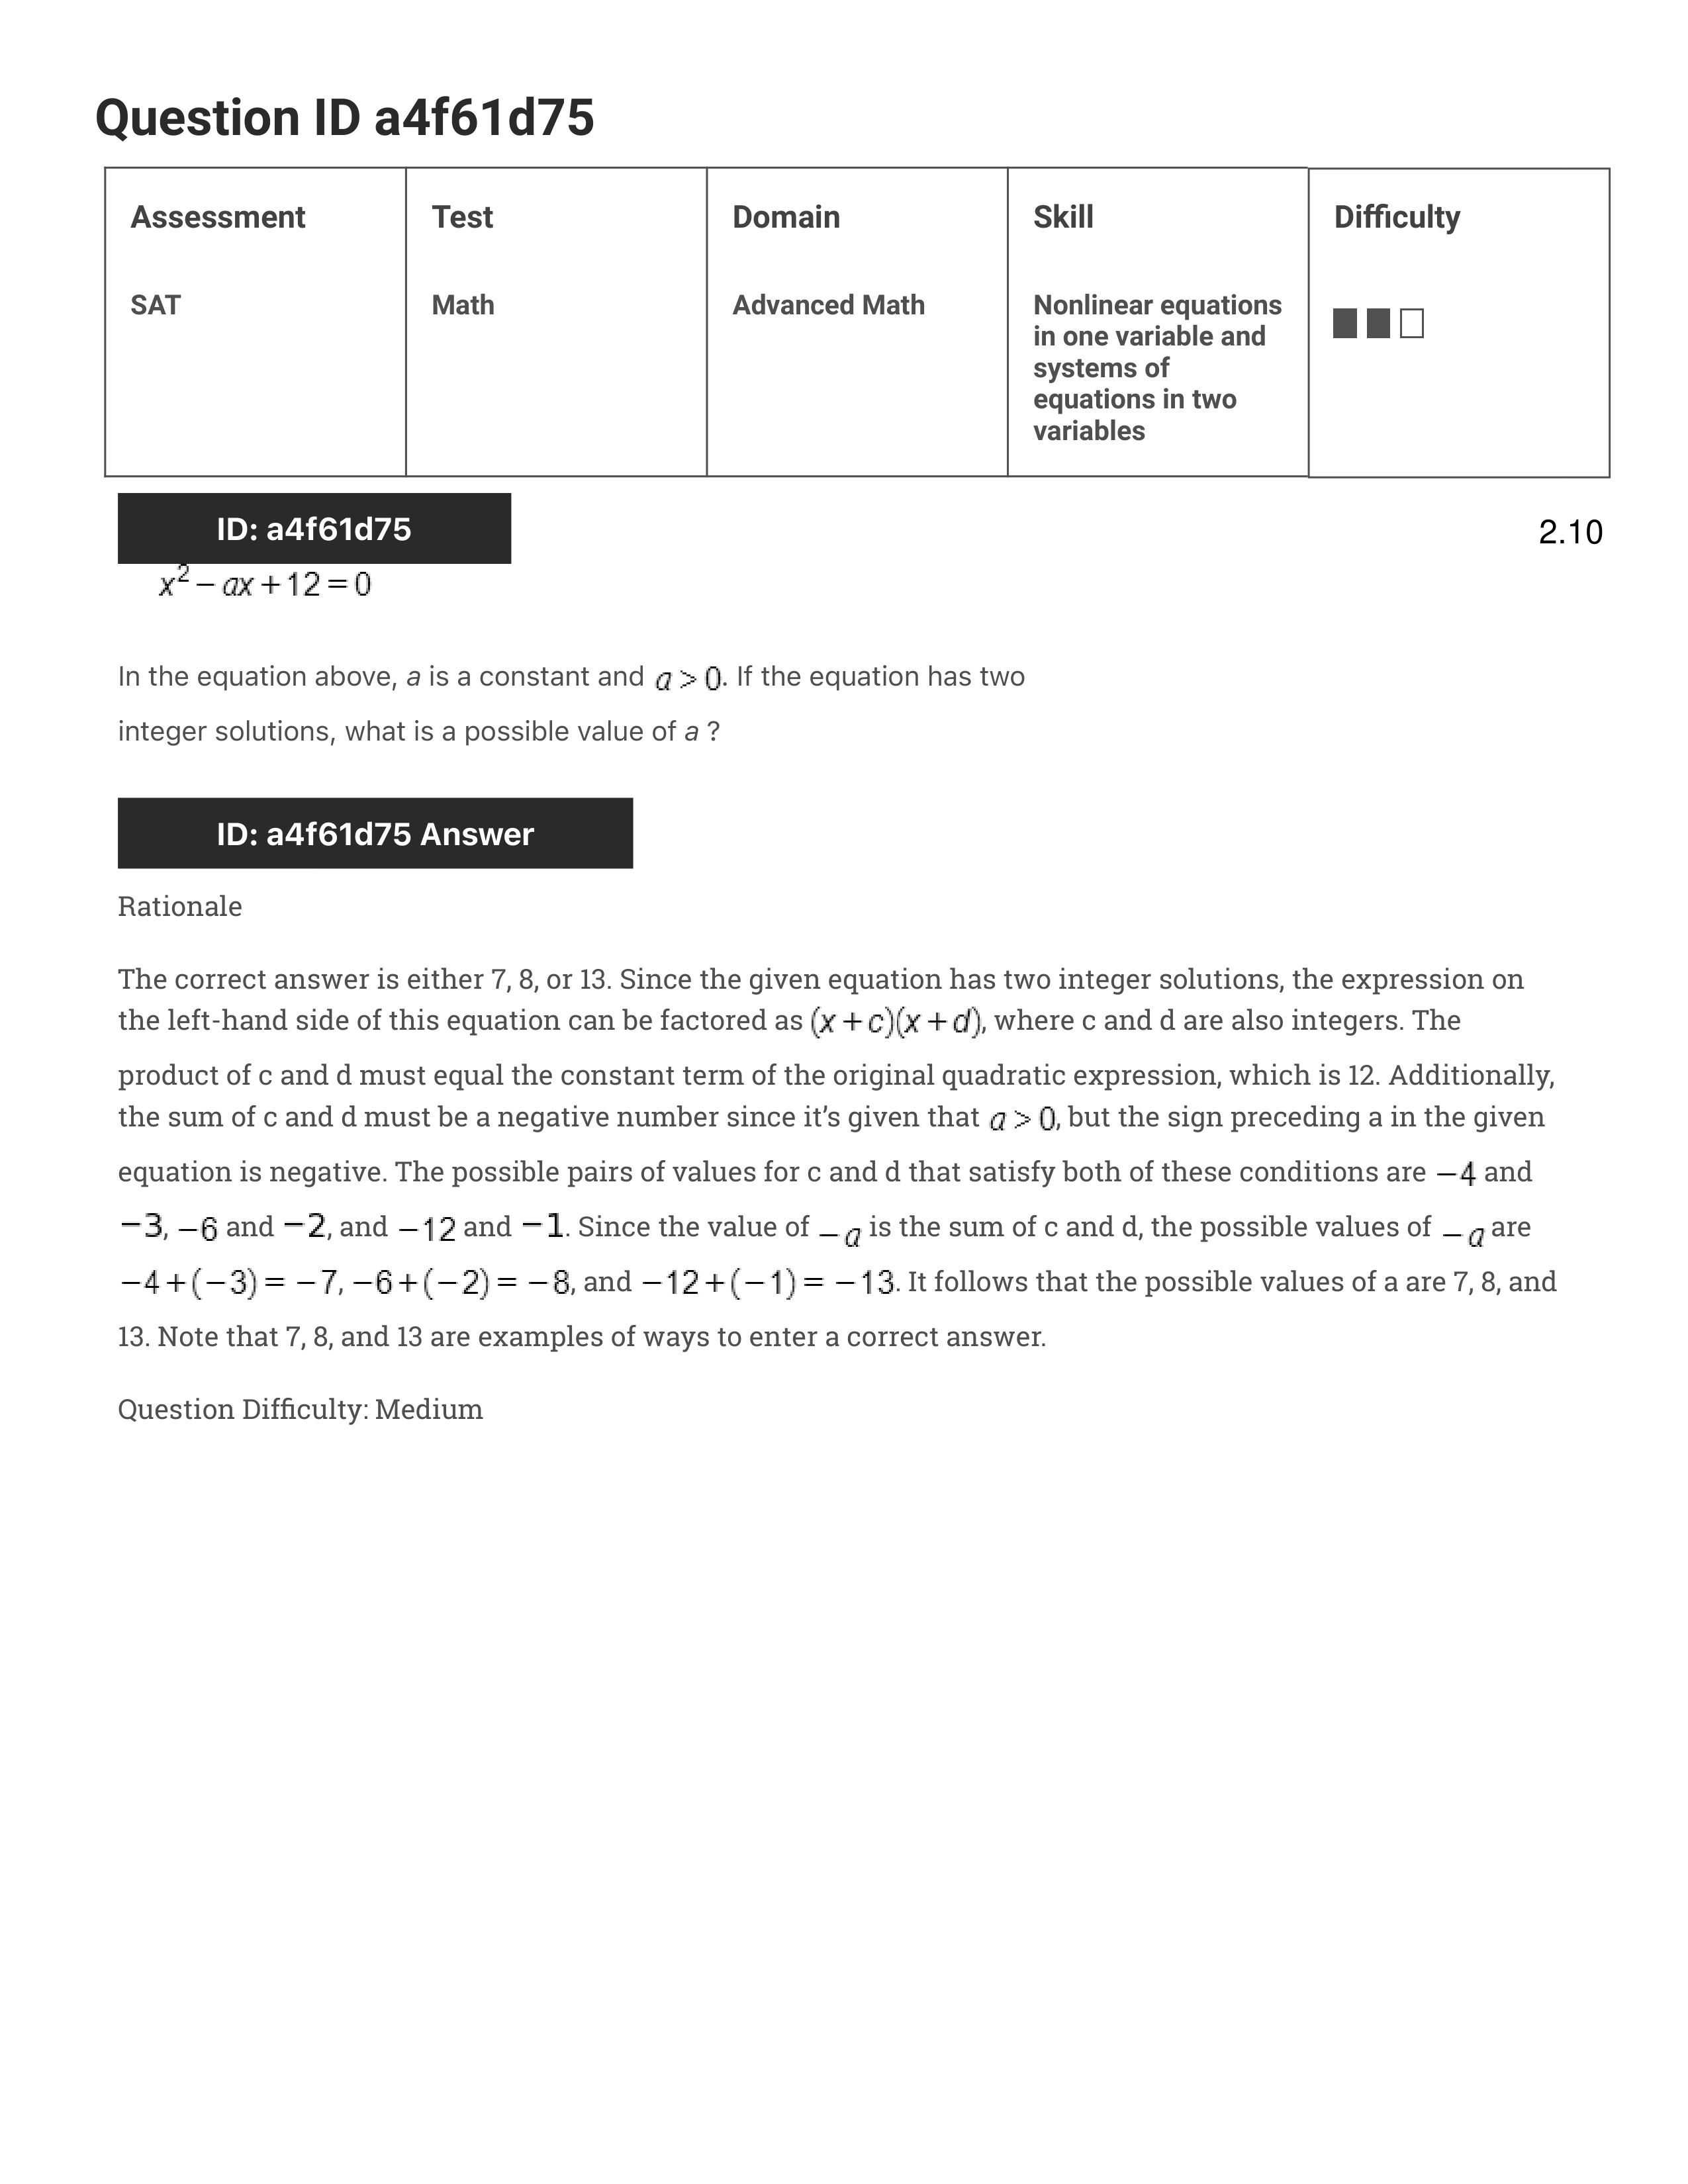 Question ID a4f61d75
Assessment
Test
Domain
Skill
Difficulty
SAT
Math
Advanced Math
Nonlinear equations
in one variable and
systems of
equations in two
variables
ID: a4f61d75
2.10
x² − ax + 12 = 0
In the equation above, a is a constant and a > 0. If the equation has two
integer solutions, what is a possible value of a ?
ID: a4f61d75 Answer
Rationale
The correct answer is either 7, 8, or 13. Since the given equation has two integer solutions, the expression on
the left-hand side of this equation can be factored as (x + c)(x + d), where c and d are also integers. The
product of c and d must equal the constant term of the original quadratic expression, which is 12. Additionally,
the sum of c and d must be a negative number since it’s given that a > 0, but the sign preceding a in the given
equation is negative. The possible pairs of values for c and d that satisfy both of these conditions are −4 and
−3, −6 and −2, and −12 and −1. Since the value of −a is the sum of c and d, the possible values of −a are
−4 + (−3) = −7, −6 + (−2) = −8, and −12 + (−1) = −13. It follows that the possible values of a are 7, 8, and
13. Note that 7, 8, and 13 are examples of ways to enter a correct answer.
Question Difficulty: Medium